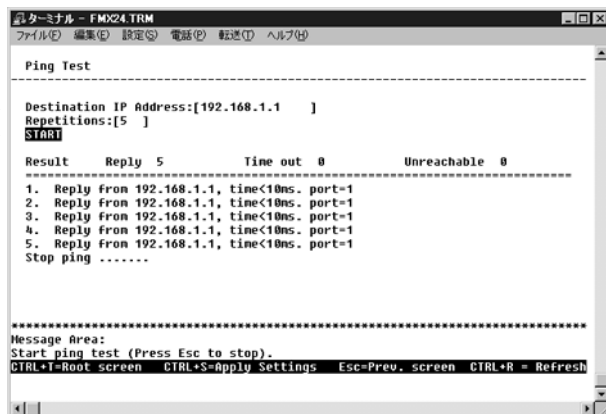 ターミナル - FMX24.TRM
ファイル(F) 編集(E) 設定(S) 電話(P) 転送(T) ヘルプ(H)
Ping Test
Destination IP Address:[192.168.1.1 ]
Repetitions:[5 ]
START
Result Reply 5 Time out 0 Unreachable 0
1. Reply from 192.168.1.1, time<10ms. port=1
2. Reply from 192.168.1.1, time<10ms. port=1
3. Reply from 192.168.1.1, time<10ms. port=1
4. Reply from 192.168.1.1, time<10ms. port=1
5. Reply from 192.168.1.1, time<10ms. port=1
Stop ping .......
Message Area:
Start ping test (Press Esc to stop).
CTRL+T=Root screen CTRL+S=Apply Settings Esc=Prev. screen CTRL+R = Refresh